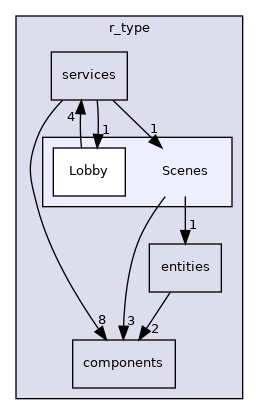 r_type
services
4
1
1
Lobby
Scenes
1
entities
8
3
2
components